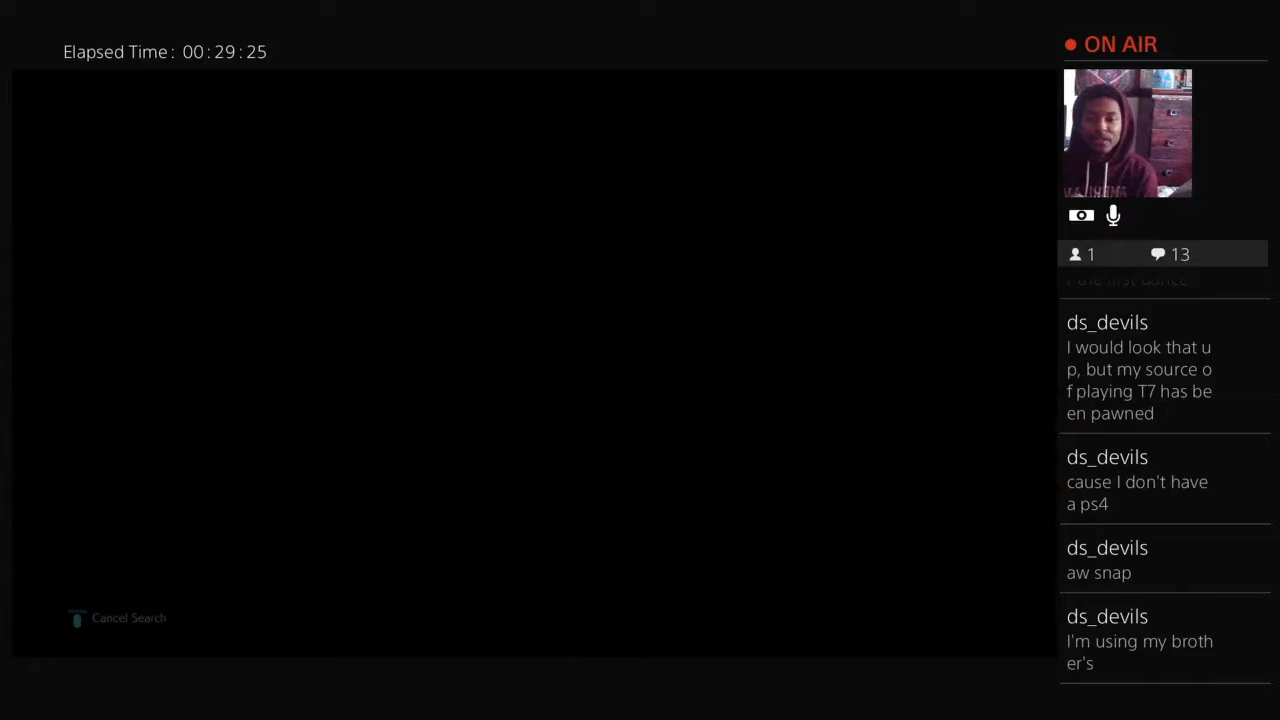 Elapsed Time: 00:29:25
ON AIR
1 13
ds_devils
I would look that u
p, but my source o
f playing T7 has be
en pawned
ds_devils
cause I don't have
a ps4
ds_devils
aw snap
ds_devils
I'm using my broth
er's
Cancel Search